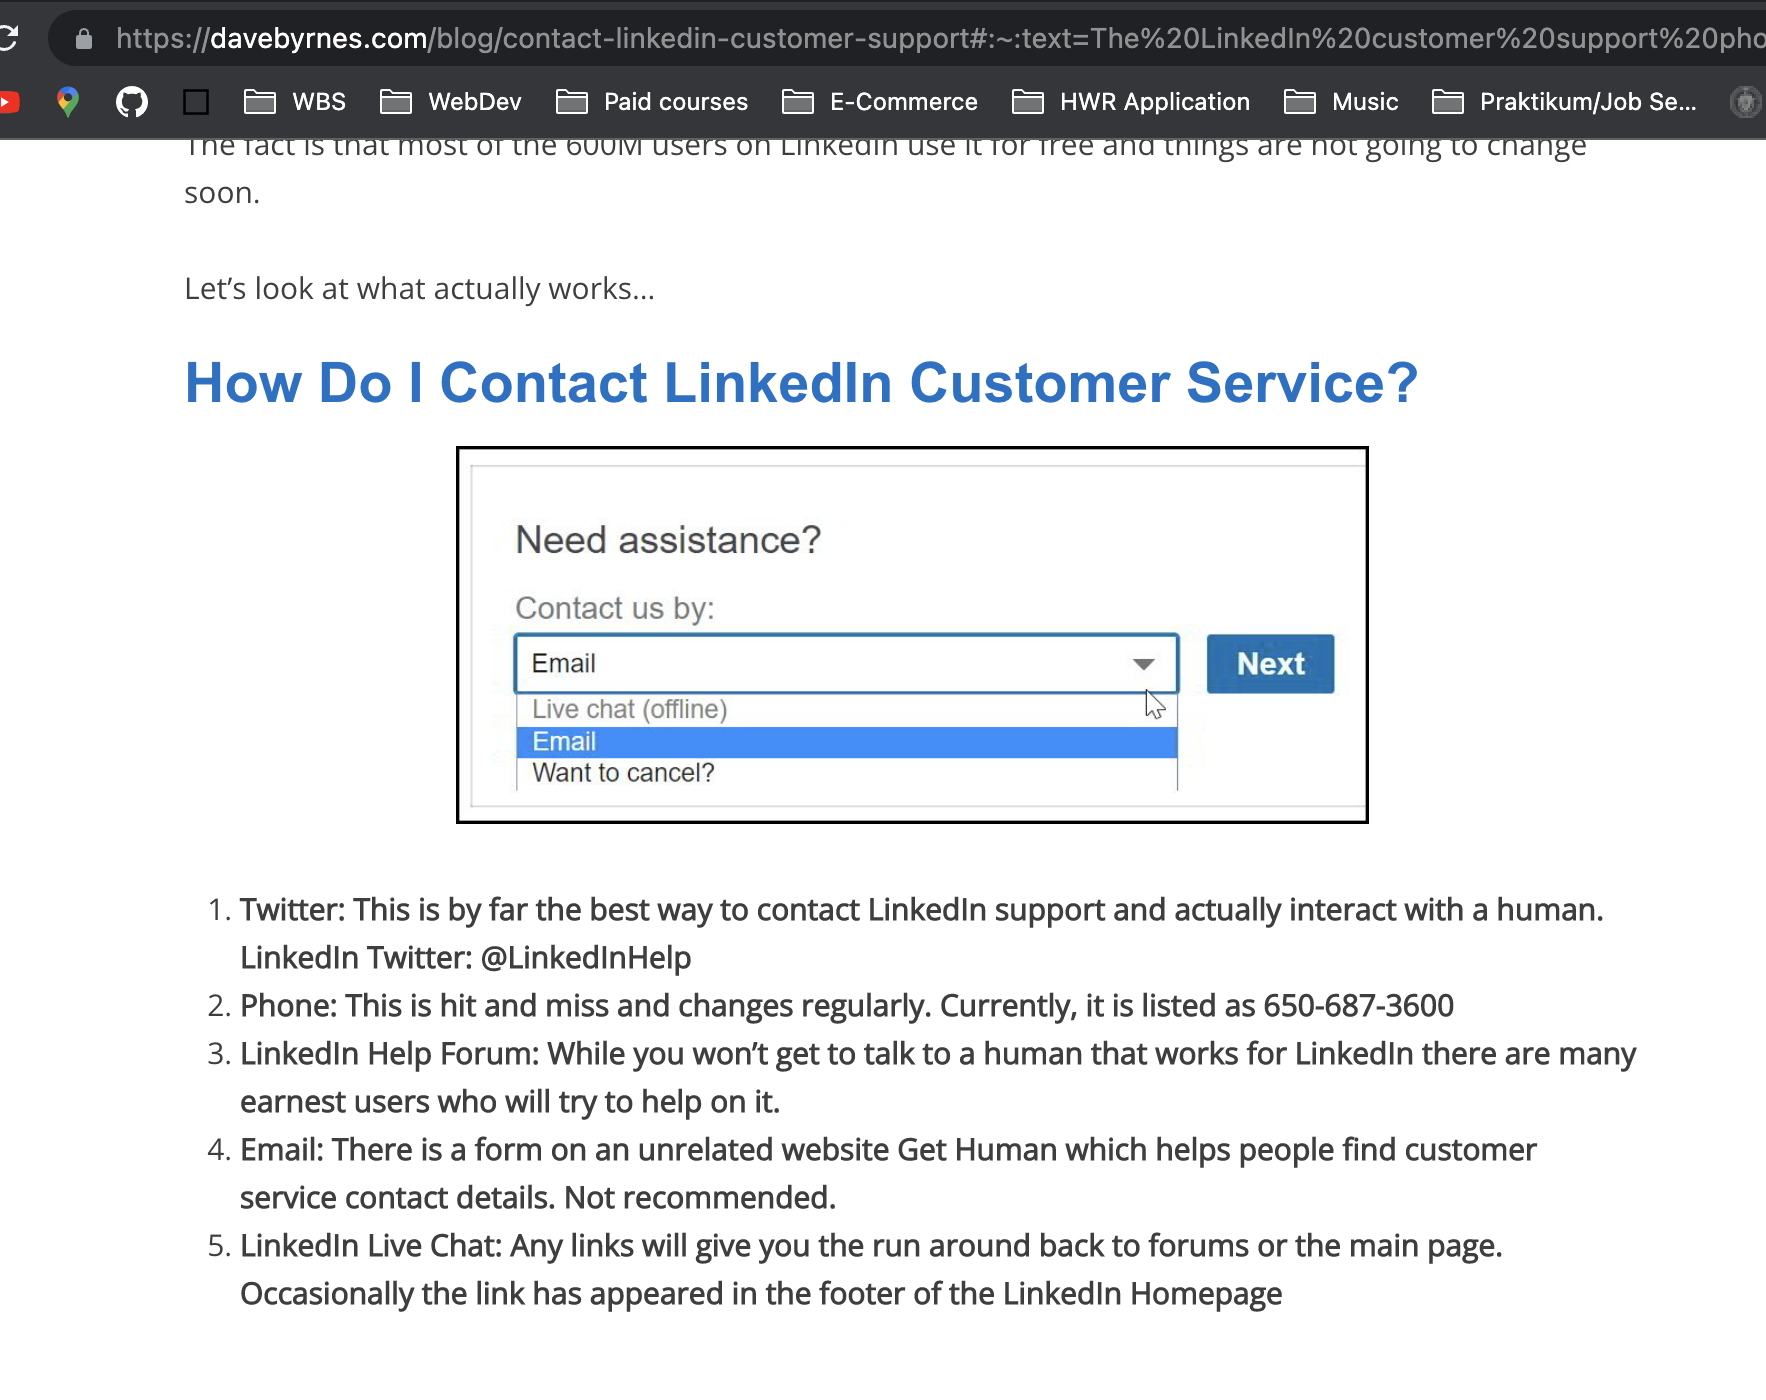 https://davebyrnes.com/blog/contact-linkedin-customer-support#:~:text=The%20LinkedIn%20customer%20support%20pho
WBS WebDev Paid courses E-Commerce HWR Application Music Praktikum/Job Se...
The fact is that most of the 600M users on LinkedIn use it for free and things are not going to change
soon.
Let’s look at what actually works...
How Do I Contact LinkedIn Customer Service?
Need assistance?
Contact us by:
Email
Next
Live chat (offline)
Email
Want to cancel?
1. Twitter: This is by far the best way to contact LinkedIn support and actually interact with a human.
LinkedIn Twitter: @LinkedInHelp
2. Phone: This is hit and miss and changes regularly. Currently, it is listed as 650-687-3600
3. LinkedIn Help Forum: While you won’t get to talk to a human that works for LinkedIn there are many
earnest users who will try to help on it.
4. Email: There is a form on an unrelated website Get Human which helps people find customer
service contact details. Not recommended.
5. LinkedIn Live Chat: Any links will give you the run around back to forums or the main page.
Occasionally the link has appeared in the footer of the LinkedIn Homepage